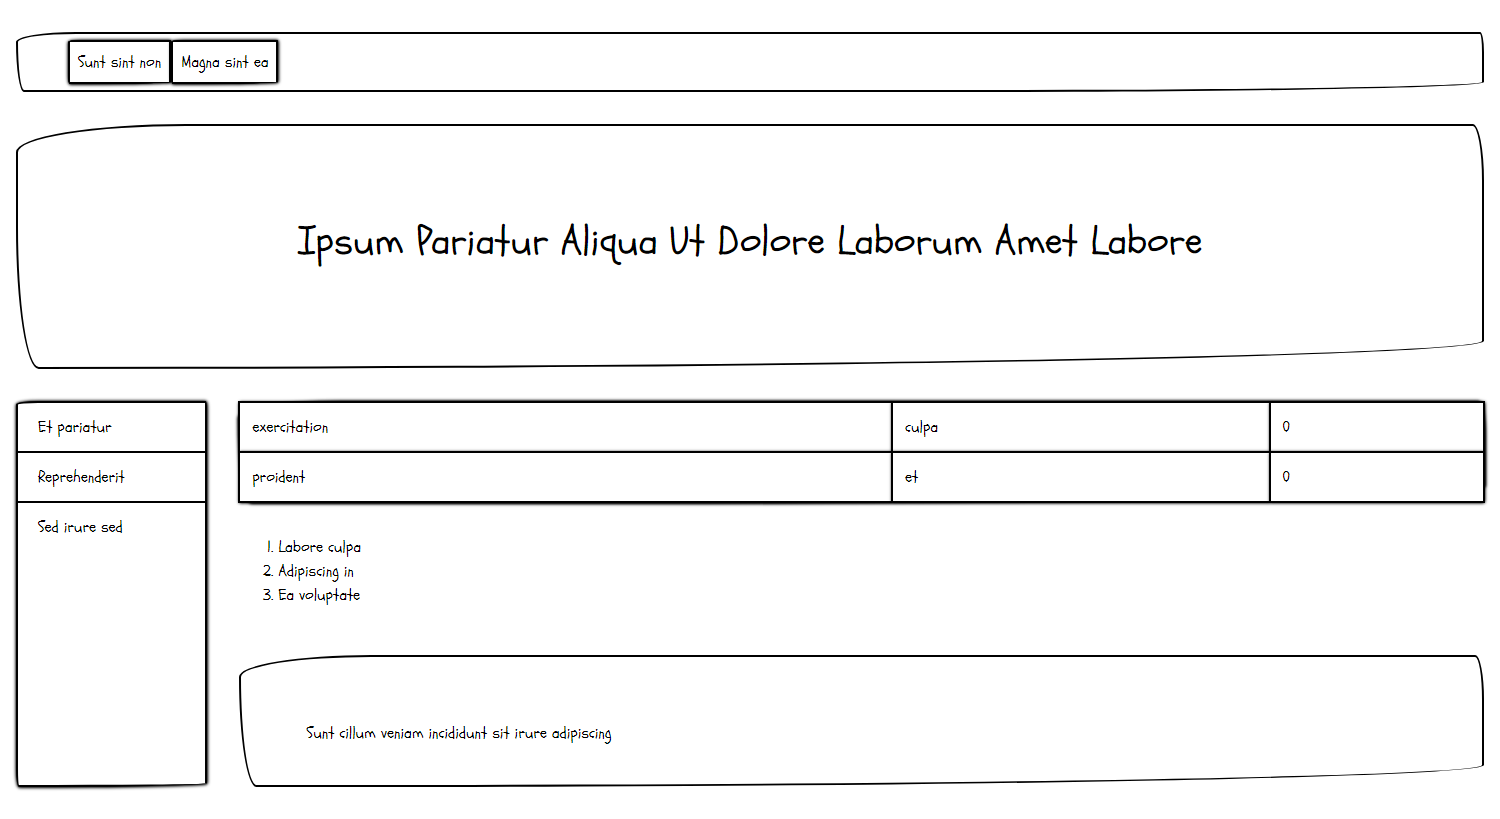 Sunt sint non Magna sint ea
Ipsum Pariatur Aliqua Ut Dolore Laborum Amet Labore
Et pariatur
Reprehenderit
Sed irure sed
exercitation culpa 0
proident et 0
1. Labore culpa
2. Adipiscing in
3. Ea voluptate
Sunt cillum veniam incididunt sit irure adipiscing